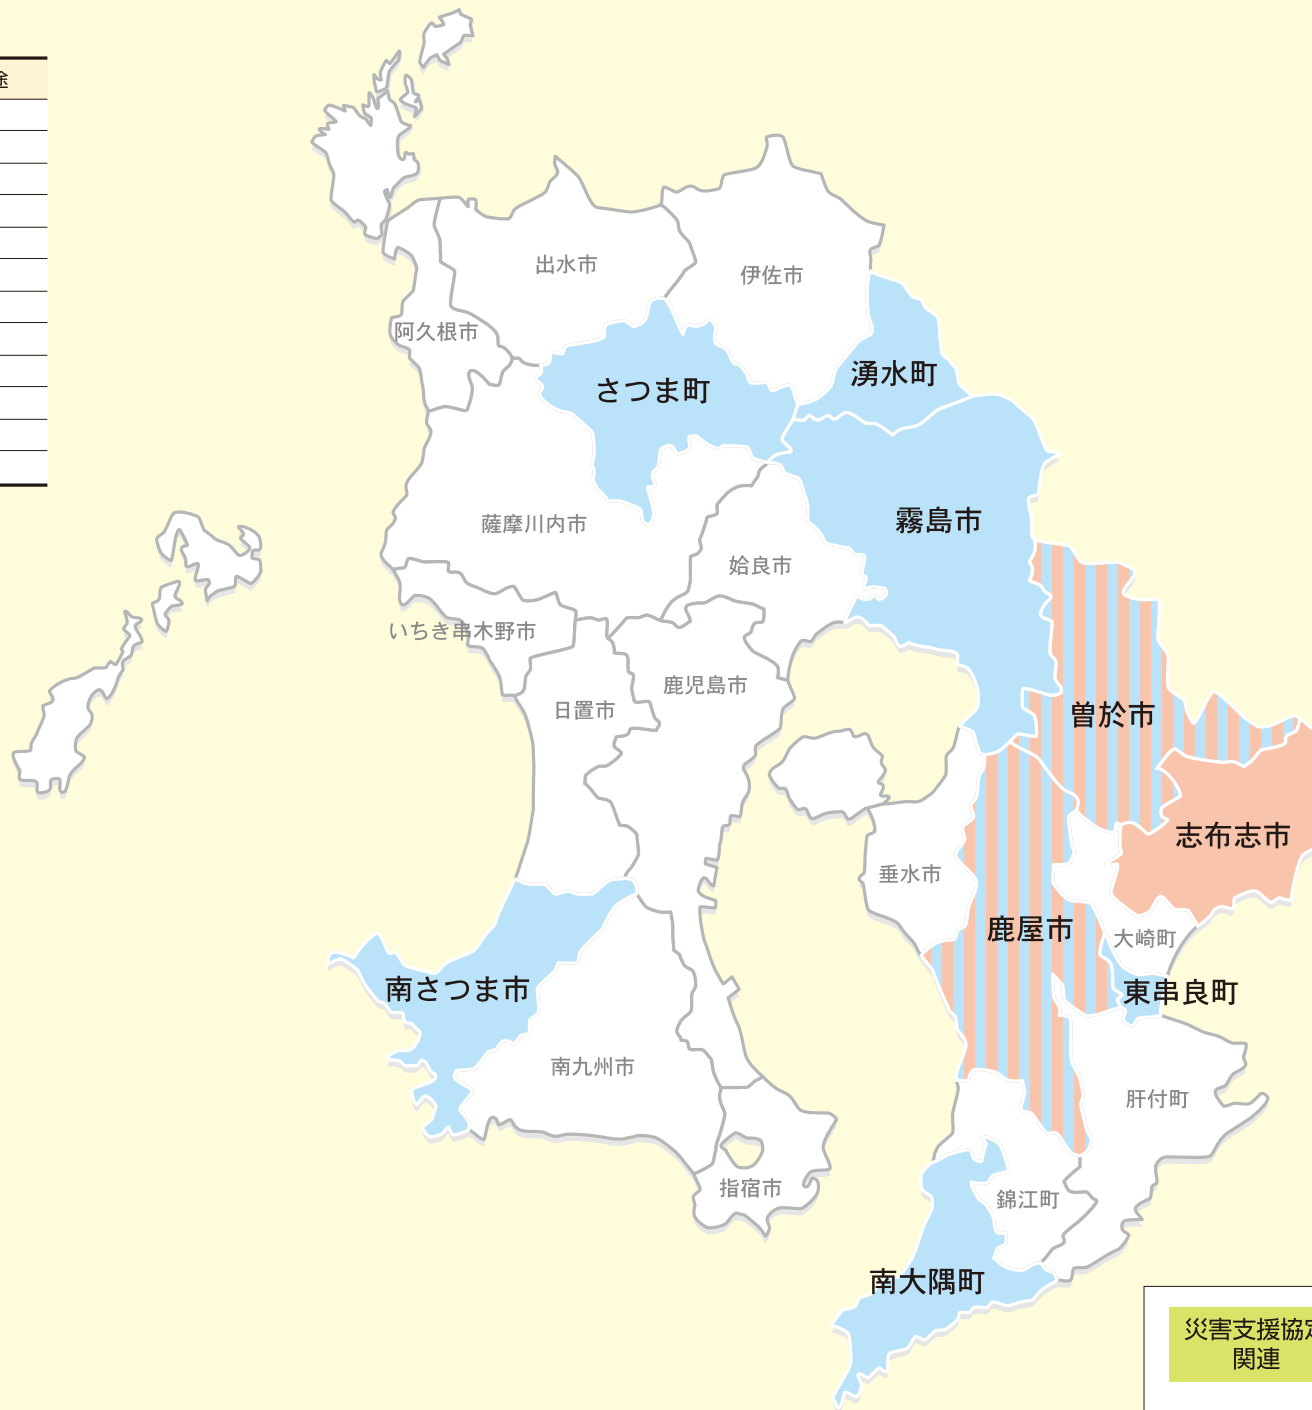 途
出水市
伊佐市
阿久根市
湧水町
さつま町
霧島市
薩摩川内市
姶良市
いちき串木野市
鹿児島市
日置市
曽於市
志布志市
垂水市
鹿屋市
大崎町
南さつま市
東串良町
南九州市
肝付町
指宿市
錦江町
南大隅町
災害支援協定
関連